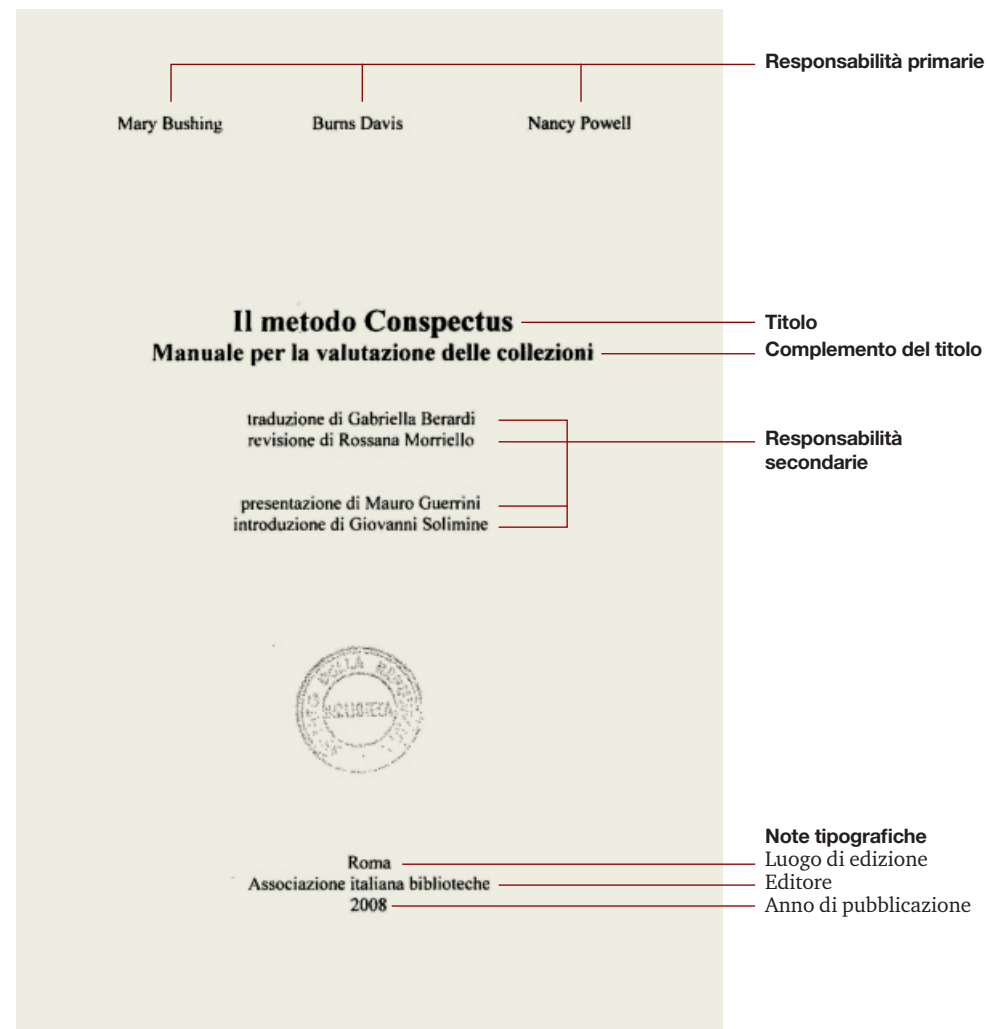 Responsabilità primarie
Mary Bushing Burns Davis Nancy Powell
Il metodo Conspectus
Titolo
Manuale per la valutazione delle collezioni
Complemento del titolo
traduzione di Gabriella Berardi
revisione di Rossana Morriello
Responsabilità
secondarie
presentazione di Mauro Guerrini
introduzione di Giovanni Solimine
BIBLIOTECA
Note tipografiche
Roma
Luogo di edizione
Associazione italiana biblioteche
Editore
2008
Anno di pubblicazione